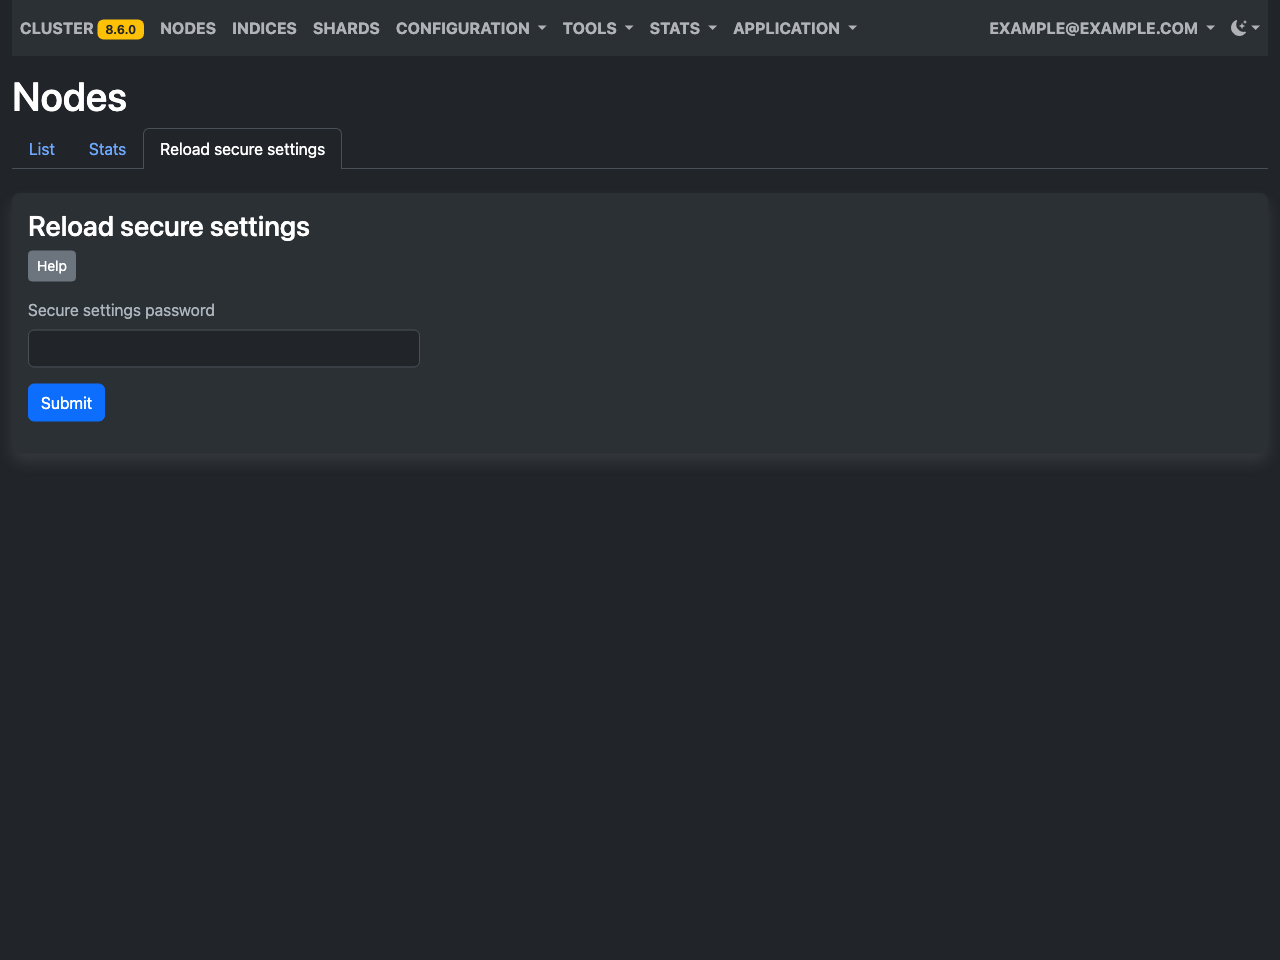 CLUSTER 8.6.0 NODES INDICES SHARDS CONFIGURATION TOOLS STATS APPLICATION EXAMPLE@EXAMPLE.COM
Nodes
List Stats Reload secure settings
Reload secure settings
Help
Secure settings password
Submit